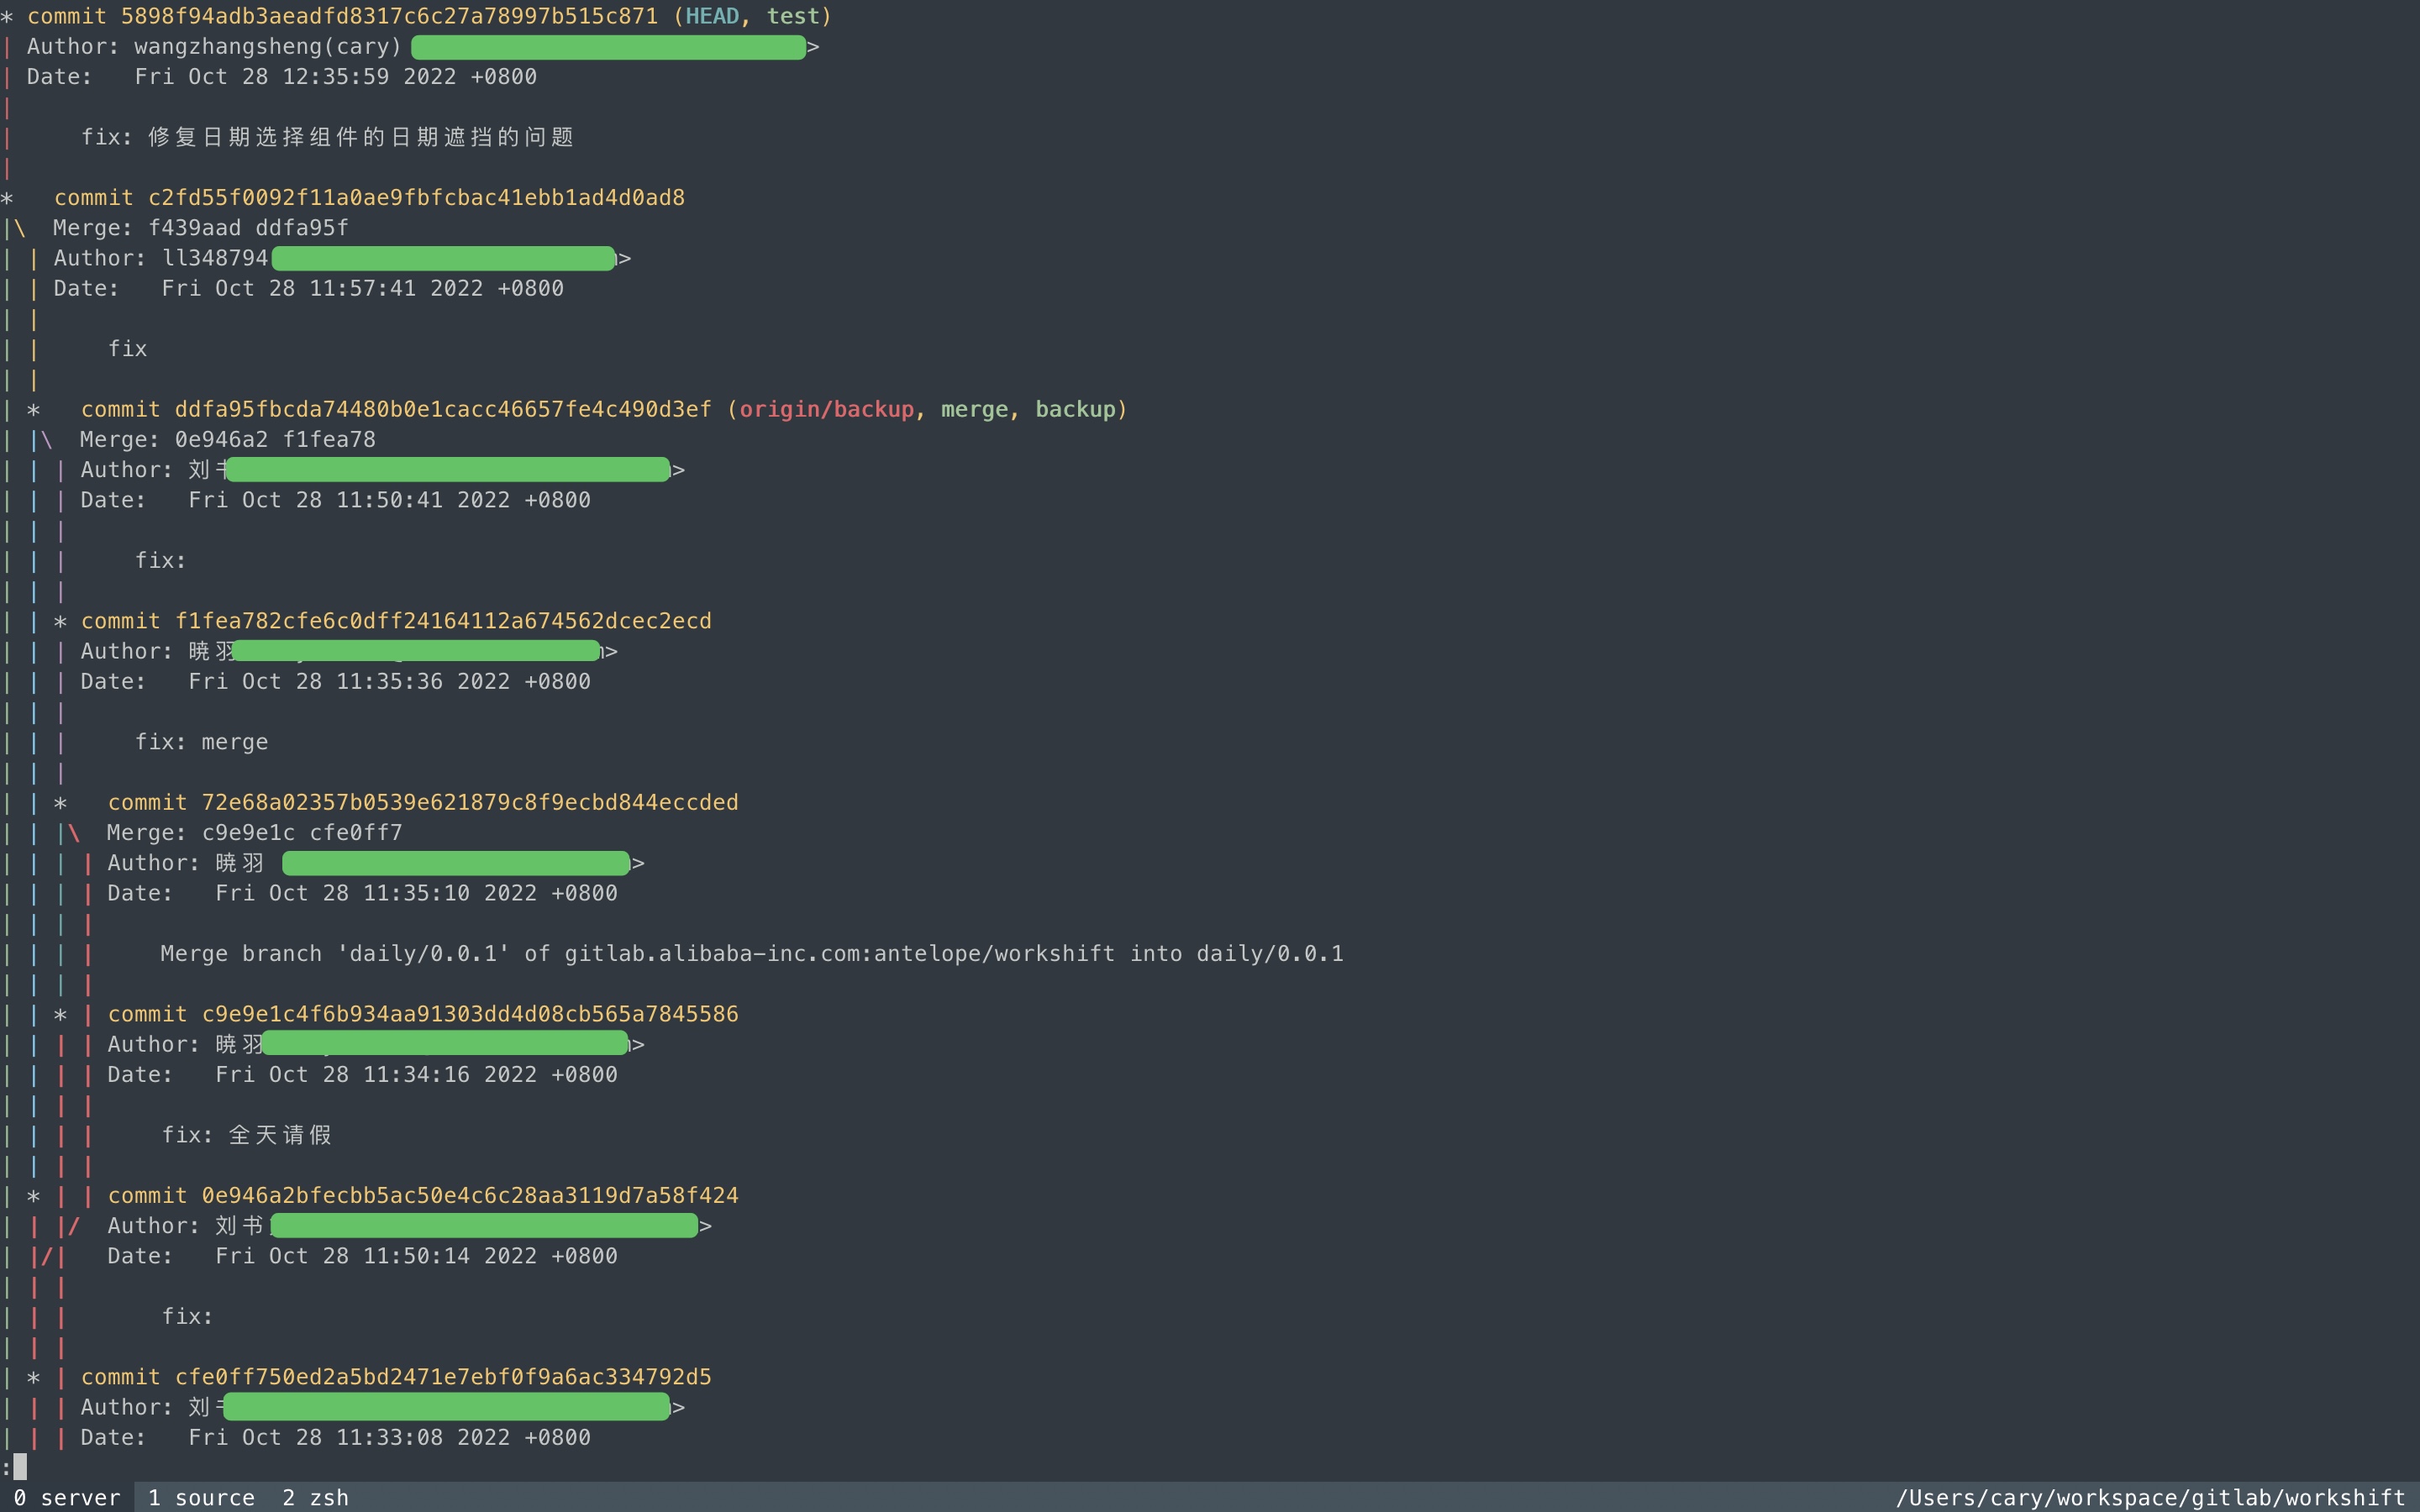 * commit 5898f94adb3aeadfd8317c6c27a78997b515c871 (HEAD, test)
| Author: wangzhangsheng(cary) >
| Date:   Fri Oct 28 12:35:59 2022 +0800
|
|     fix: 修复日期选择组件的日期遮挡的问题
|
*   commit c2fd55f0092f11a0ae9fbfcbac41ebb1ad4d0ad8
|\  Merge: f439aad ddfa95f
| | Author: ll348794 >
| | Date:   Fri Oct 28 11:57:41 2022 +0800
| |
| |     fix
| |
| *   commit ddfa95fbcda74480b0e1cacc46657fe4c490d3ef (origin/backup, merge, backup)
| |\  Merge: 0e946a2 f1fea78
| | | Author: 刘 >
| | | Date:   Fri Oct 28 11:50:41 2022 +0800
| | |
| | |     fix:
| | |
| | * commit f1fea782cfe6c0dff24164112a674562dcec2ecd
| | | Author: 晓羽 >
| | | Date:   Fri Oct 28 11:35:36 2022 +0800
| | |
| | |     fix: merge
| | |
| | *   commit 72e68a02357b0539e621879c8f9ecbd844eccded
| | |\  Merge: c9e9e1c cfe0ff7
| | | | Author: 晓羽 >
| | | | Date:   Fri Oct 28 11:35:10 2022 +0800
| | | |
| | | |     Merge branch 'daily/0.0.1' of gitlab.alibaba-inc.com:antelope/workshift into daily/0.0.1
| | | |
| | * | commit c9e9e1c4f6b934aa91303dd4d08cb565a7845586
| | | | Author: 晓羽 >
| | | | Date:   Fri Oct 28 11:34:16 2022 +0800
| | | |
| | | |     fix: 全天请假
| | | |
| * | | commit 0e946a2bfecbb5ac50e4c6c28aa3119d7a58f424
| | |/  Author: 刘书 >
| |/|   Date:   Fri Oct 28 11:50:14 2022 +0800
| | |
| | |       fix:
| | |
| * | commit cfe0ff750ed2a5bd2471e7ebf0f9a6ac334792d5
| | | Author: 刘 >
| | | Date:   Fri Oct 28 11:33:08 2022 +0800
:
0 server  1 source  2 zsh  /Users/cary/workspace/gitlab/workshift